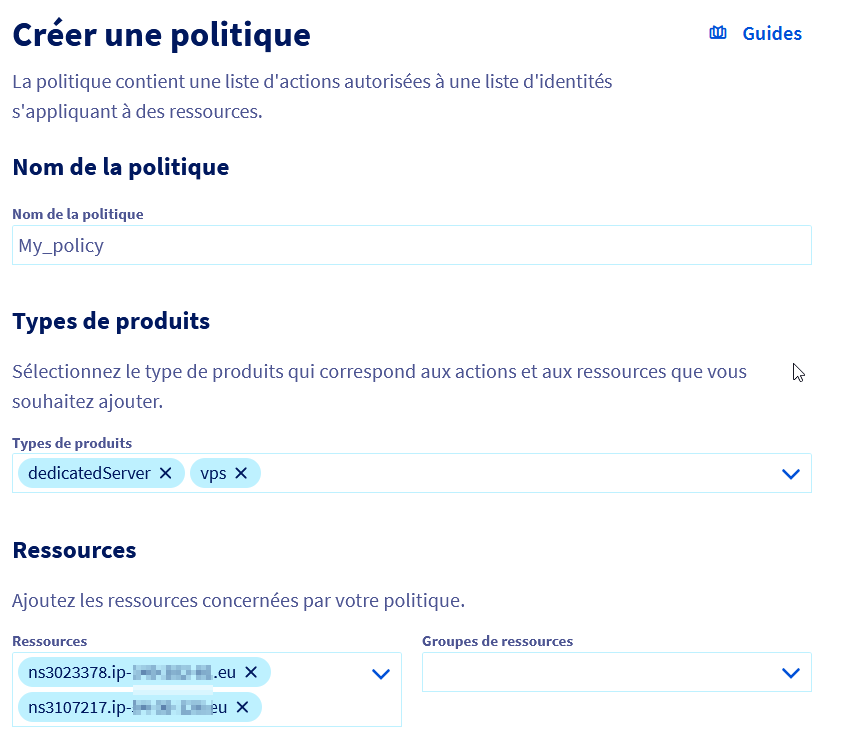 Créer une politique
Guides
La politique contient une liste d'actions autorisées à une liste d'identités
s'appliquant à des ressources.
Nom de la politique
Nom de la politique
My_policy
Types de produits
Sélectionnez le type de produits qui correspond aux actions et aux ressources que vous
souhaitez ajouter.
Types de produits
dedicatedServer
vps
Ressources
Ajoutez les ressources concernées par votre politique.
Ressources
Groupes de ressources
ns3023378.ip- .eu
ns3107217.ip- eu